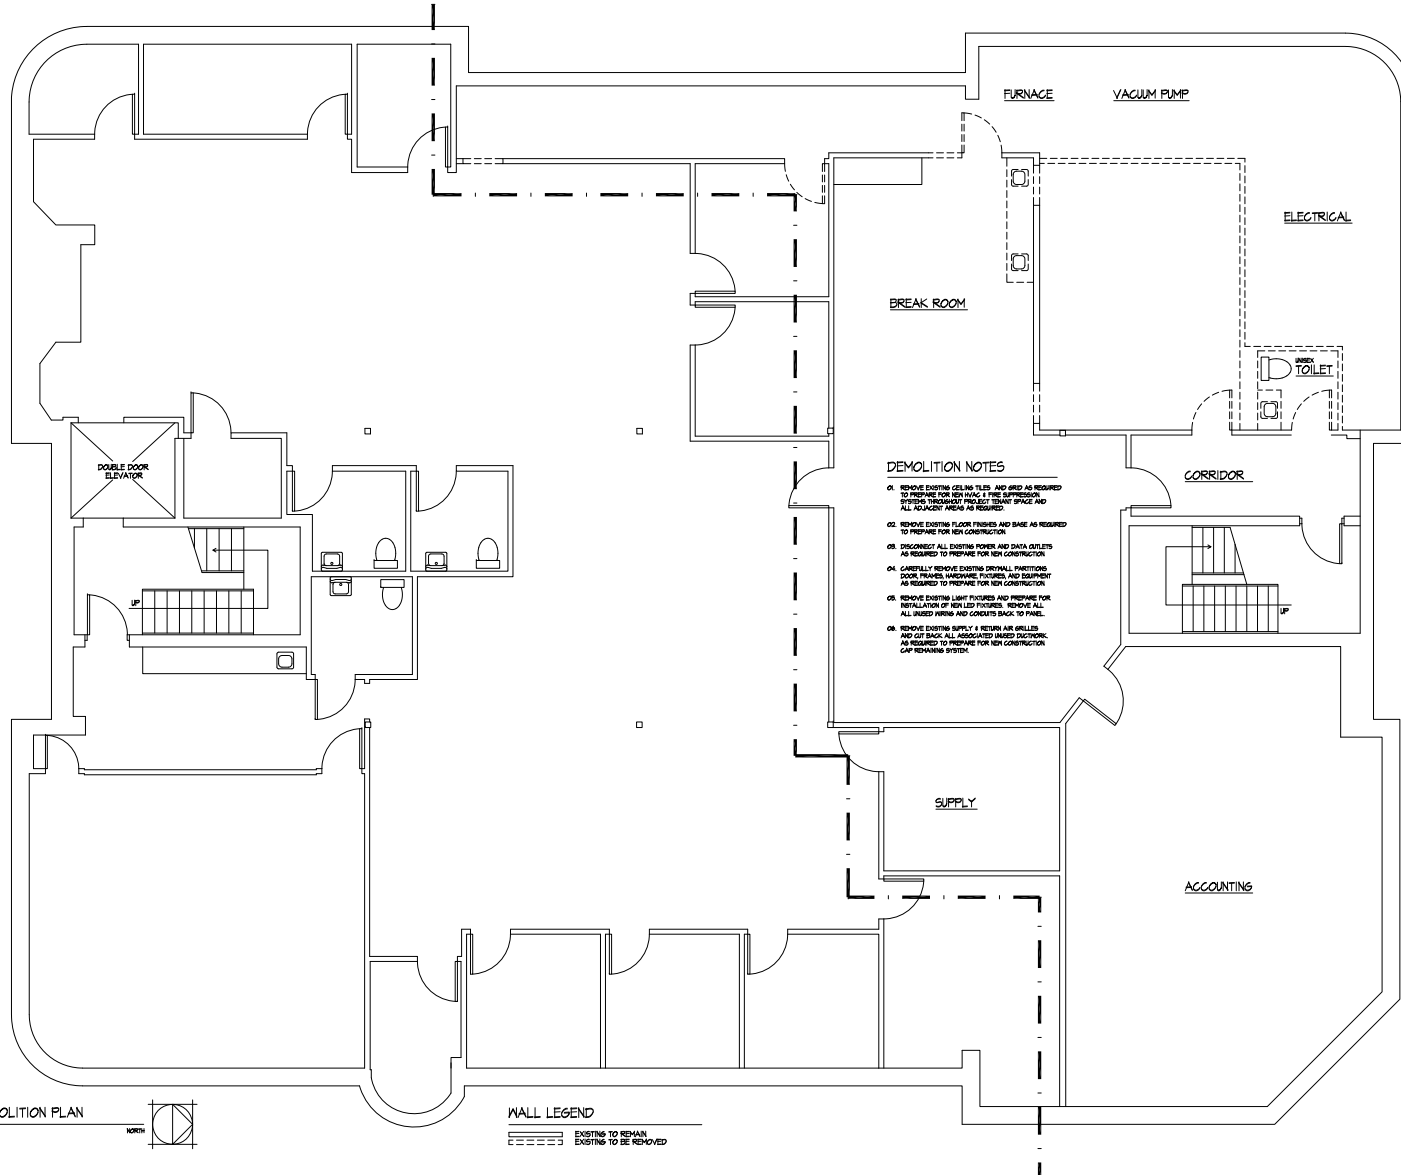 FURNACE
VACUUM PUMP
ELECTRICAL
BREAK ROOM
UNISEX
TOILET
DOUBLE DOOR
ELEVATOR
DEMOLITION NOTES
01. REMOVE EXISTING CEILING TILES AND GRID AS REQUIRED
TO PREPARE FOR NEW HVAC & FIRE SUPPRESSION
SYSTEMS THROUGHOUT PROJECT TENANT SPACE AND
ALL ADJACENT AREAS AS REQUIRED.
02. REMOVE EXISTING FLOOR FINISHES AND BASE AS REQUIRED
TO PREPARE FOR NEW CONSTRUCTION
03. DISCONNECT ALL EXISTING POWER AND DATA OUTLETS
AS REQUIRED TO PREPARE FOR NEW CONSTRUCTION
04. CAREFULLY REMOVE EXISTING DRYWALL PARTITIONS
DOOR, FRAMES, HARDWARE, FIXTURES, AND EQUIPMENT
AS REQUIRED TO PREPARE FOR NEW CONSTRUCTION
05. REMOVE EXISTING LIGHT FIXTURES AND PREPARE FOR
INSTALLATION OF NEW LED FIXTURES. REMOVE ALL
ALL UNUSED WIRING AND CONDUITS BACK TO PANEL.
06. REMOVE EXISTING SUPPLY & RETURN AIR GRILLES
AND CUT BACK ALL ASSOCIATED UNUSED DUCTWORK.
AS REQUIRED TO PREPARE FOR NEW CONSTRUCTION
CAP REMAINING SYSTEM.
CORRIDOR
UP
UP
SUPPLY
ACCOUNTING
OLITION PLAN
NORTH
WALL LEGEND
EXISTING TO REMAIN
EXISTING TO BE REMOVED